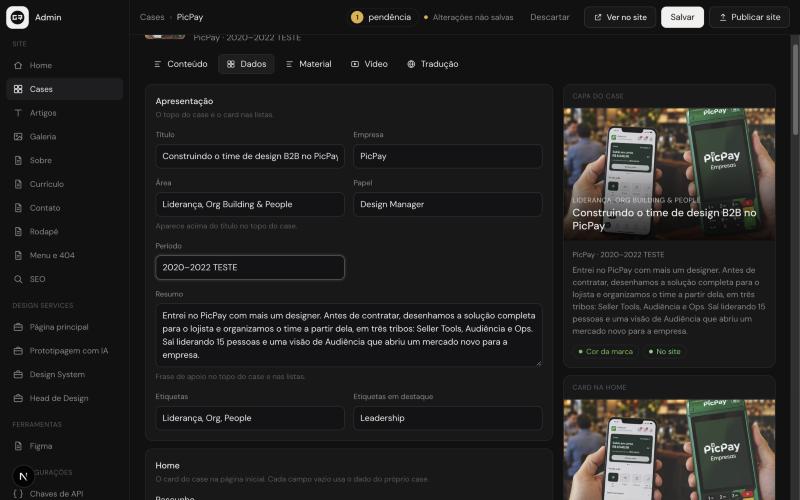 GR
Admin
Cases › PicPay
1 pendência
Alterações não salvas
Descartar
Ver no site
Salvar
Publicar site
SITE
Home
Cases
Artigos
Galeria
Sobre
Currículo
Contato
Rodapé
Menu e 404
SEO
DESIGN SERVICES
Página principal
Prototipagem com IA
Design System
Head de Design
FERRAMENTAS
Figma
GURAÇÕES
Chaves de API
N
PicPay · 2020–2022 TESTE
Conteúdo
Dados
Material
Vídeo
Tradução
Apresentação
O topo do case e o card nas listas.
Título
Construindo o time de design B2B no PicPay
Empresa
PicPay
Área
Liderança, Org Building & People
Aparece acima do título no topo do case.
Papel
Design Manager
Período
2020–2022 TESTE
Resumo
Entrei no PicPay com mais um designer. Antes de contratar, desenhamos a solução completa
para o lojista e organizamos o time a partir dela, em três tribos: Seller Tools, Audiência e Ops.
Saí liderando 15 pessoas e uma visão de Audiência que abriu um mercado novo para a
empresa.
Frase de apoio no topo do case e nas listas.
Etiquetas
Liderança, Org, People
Etiquetas em destaque
Leadership
Home
O card do case na página inicial. Cada campo vazio usa o dado do próprio case.
CAPA DO CASE
PicPay
Empresas
LIDERANÇA, ORG BUILDING & PEOPLE
Construindo o time de design B2B no
PicPay
PicPay · 2020–2022 TESTE
Entrei no PicPay com mais um designer. Antes de
contratar, desenhamos a solução completa para o
lojista e organizamos o time a partir dela, em três
tribos: Seller Tools, Audiência e Ops. Saí liderando 15
pessoas e uma visão de Audiência que abriu um
mercado novo para a empresa.
Cor da marca
No site
CARD NA HOME
PicPay
Empresas